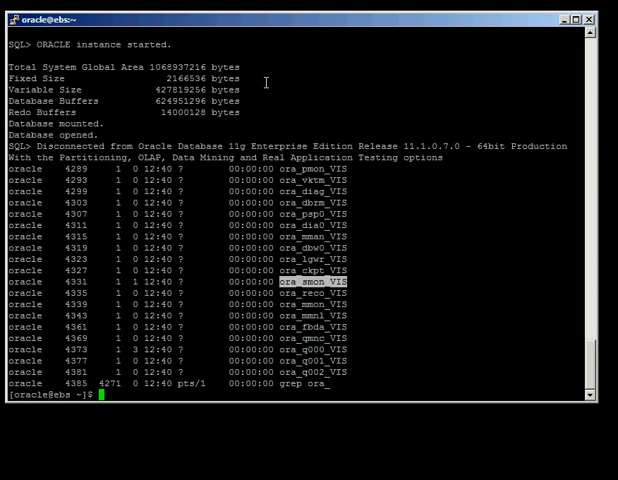 oracle@ebs:~
SQL> ORACLE instance started.
Total System Global Area 1068937216 bytes
Fixed Size 2166536 bytes
Variable Size 427819256 bytes
Database Buffers 624951296 bytes
Redo Buffers 14000128 bytes
Database mounted.
Database opened.
SQL> Disconnected from Oracle Database 11g Enterprise Edition Release 11.1.0.7.0 - 64bit Production
With the Partitioning, OLAP, Data Mining and Real Application Testing options
oracle 4289 1 0 12:40 ? 00:00:00 ora_pmon_VIS
oracle 4293 1 0 12:40 ? 00:00:00 ora_vktm_VIS
oracle 4299 1 0 12:40 ? 00:00:00 ora_diag_VIS
oracle 4303 1 0 12:40 ? 00:00:00 ora_dbrm_VIS
oracle 4307 1 0 12:40 ? 00:00:00 ora_psp0_VIS
oracle 4311 1 0 12:40 ? 00:00:00 ora_dia0_VIS
oracle 4315 1 0 12:40 ? 00:00:00 ora_mman_VIS
oracle 4319 1 0 12:40 ? 00:00:00 ora_dbw0_VIS
oracle 4323 1 0 12:40 ? 00:00:00 ora_lgwr_VIS
oracle 4327 1 0 12:40 ? 00:00:00 ora_ckpt_VIS
oracle 4331 1 1 12:40 ? 00:00:00 ora_smon_VIS
oracle 4335 1 0 12:40 ? 00:00:00 ora_reco_VIS
oracle 4339 1 0 12:40 ? 00:00:00 ora_mmon_VIS
oracle 4343 1 0 12:40 ? 00:00:00 ora_mmnl_VIS
oracle 4361 1 0 12:40 ? 00:00:00 ora_fbda_VIS
oracle 4369 1 0 12:40 ? 00:00:00 ora_qmnc_VIS
oracle 4373 1 3 12:40 ? 00:00:00 ora_q000_VIS
oracle 4377 1 0 12:40 ? 00:00:00 ora_q001_VIS
oracle 4381 1 0 12:40 ? 00:00:00 ora_q002_VIS
oracle 4385 4271 0 12:40 pts/1 00:00:00 grep ora_
[oracle@ebs ~]$